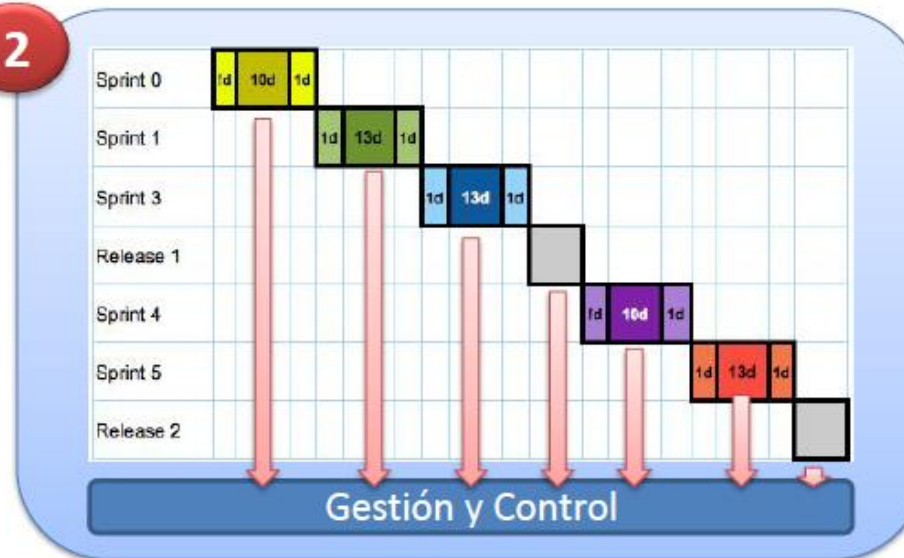 2
Sprint 0 1d 10d 1d
Sprint 1 1d 13d 1d
Sprint 3 1d 13d 1d
Release 1
Sprint 4 1d 10d 1d
Sprint 5 1d 13d 1d
Release 2
Gestión y Control